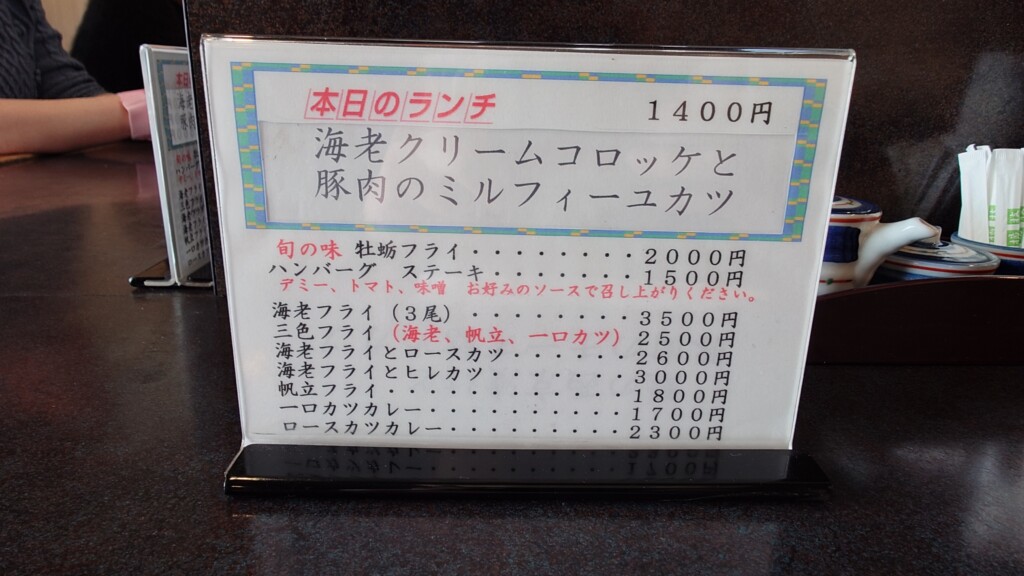 本日のランチ 1400円
海老クリームコロッケと
豚肉のミルフィーユカツ
旬の味 牡蛎フライ・・・・・・・・2000円
ハンバーグ ステーキ・・・・・・・1500円
デミー、トマト、味噌 お好みのソースで召し上がりください。
海老フライ(3尾)・・・・・・・・3500円
三色フライ(海老、帆立、一口カツ) 2500円
海老フライとロースカツ・・・・・・2600円
海老フライとヒレカツ・・・・・・・3000円
帆立フライ・・・・・・・・・・・・1800円
一口カツカレー・・・・・・・・・・1700円
ロースカツカレー・・・・・・・・・2300円